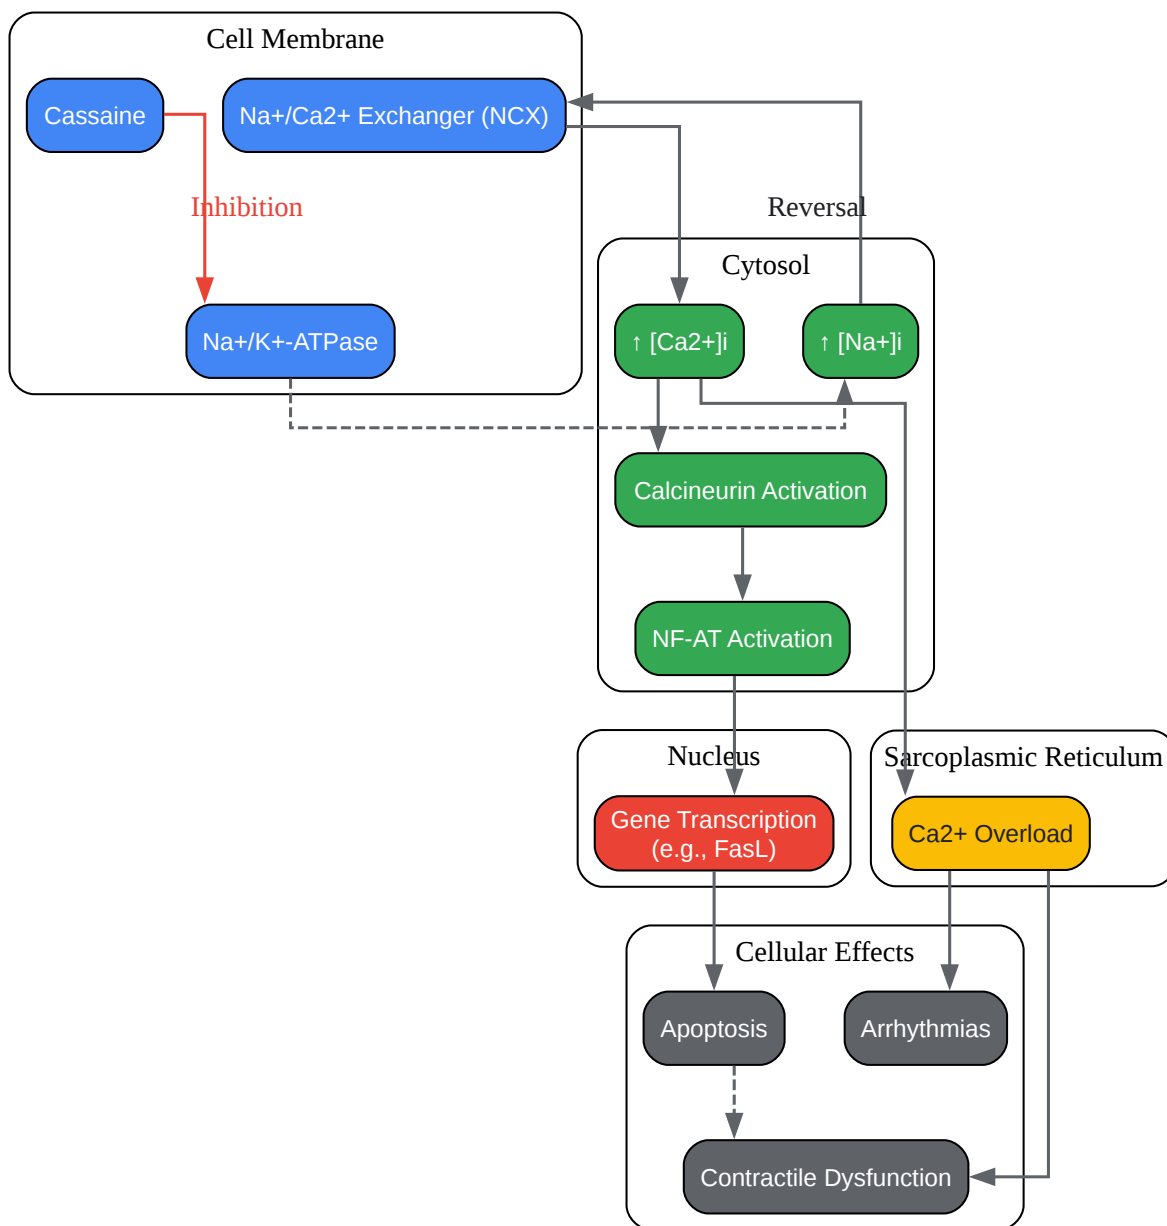 Cell Membrane
Cassaine
Na+/Ca2+ Exchanger (NCX)
Inhibition
Reversal
Cytosol
Na+/K+-ATPase
↑ [Ca2+]i
↑ [Na+]i
Calcineurin Activation
NF-AT Activation
Nucleus
Sarcoplasmic Reticulum
Gene Transcription
(e.g., FasL)
Ca2+ Overload
Cellular Effects
Apoptosis
Arrhythmias
Contractile Dysfunction